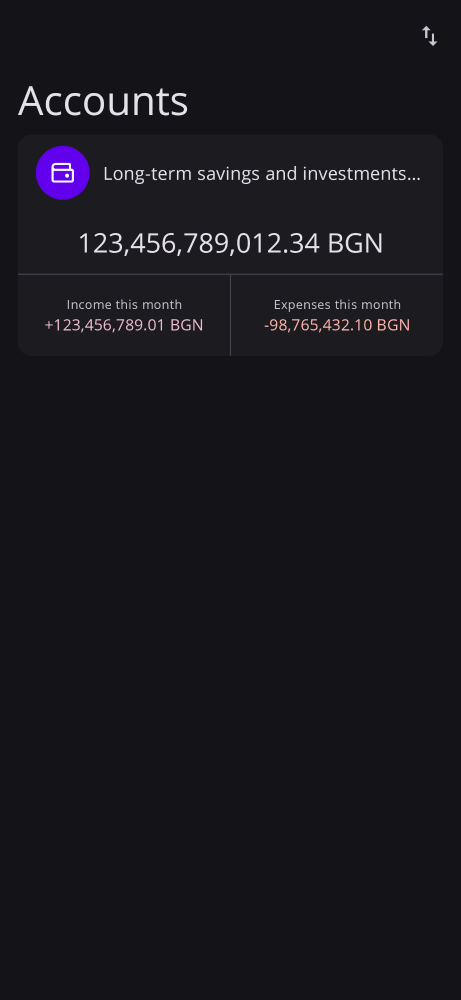 Accounts
Long-term savings and investments…
123,456,789,012.34 BGN
Income this month
+123,456,789.01 BGN
Expenses this month
-98,765,432.10 BGN